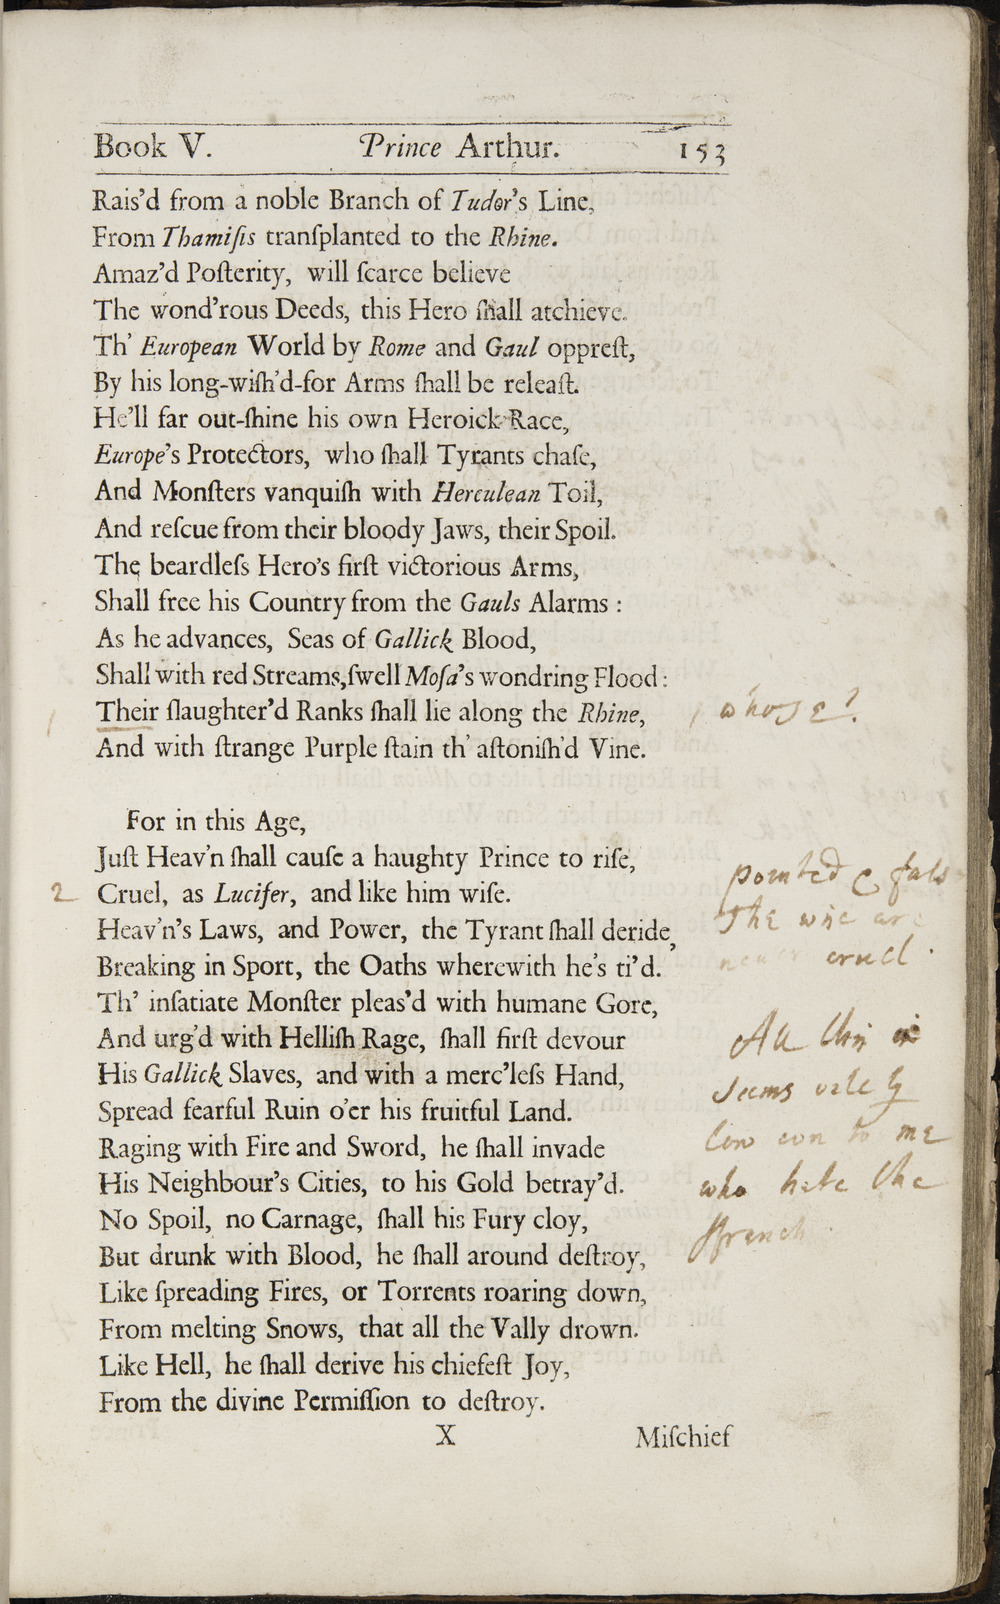 Book V. Prince Arthur. 153
Rais'd from a noble Branch of Tudor's Line,
From Thamiſis tranſplanted to the Rhine.
Amaz'd Poſterity, will ſcarce believe
The wond'rous Deeds, this Hero ſhall atchieve.
Th' European World by Rome and Gaul oppreſt,
By his long-wiſh'd-for Arms ſhall be releaſt.
He'll far out-ſhine his own Heroick Race,
Europe's Protectors, who ſhall Tyrants chaſe,
And Monſters vanquiſh with Herculean Toil,
And reſcue from their bloody Jaws, their Spoil.
The beardleſs Hero's firſt victorious Arms,
Shall free his Country from the Gauls Alarms :
As he advances, Seas of Gallick Blood,
Shall with red Streams, ſwell Moſa's wondring Flood :
1 Their ſlaughter'd Ranks ſhall lie along the Rhine, , whose?
And with ſtrange Purple ſtain th' aſtoniſh'd Vine.
For in this Age,
Juſt Heav'n ſhall cauſe a haughty Prince to riſe,
2 Cruel, as Lucifer, and like him wiſe.
Heav'n's Laws, and Power, the Tyrant ſhall deride,
Breaking in Sport, the Oaths wherewith he's ti'd.
Th' inſatiate Monſter pleas'd with humane Gore,
And urg'd with Helliſh Rage, ſhall firſt devour
His Gallick Slaves, and with a merc'leſs Hand,
Spread fearful Ruin o'er his fruitful Land.
Raging with Fire and Sword, he ſhall invade
His Neighbour's Cities, to his Gold betray'd.
No Spoil, no Carnage, ſhall his Fury cloy,
But drunk with Blood, he ſhall around deſtroy,
Like ſpreading Fires, or Torrents roaring down,
From melting Snows, that all the Vally drown.
Like Hell, he ſhall derive his chiefeſt Joy,
From the divine Permiſſion to deſtroy.
X Miſchief
pointed & fals
The wise are
never cruel .
All this
seems vilely
low evn to me
who hate the
ffrench